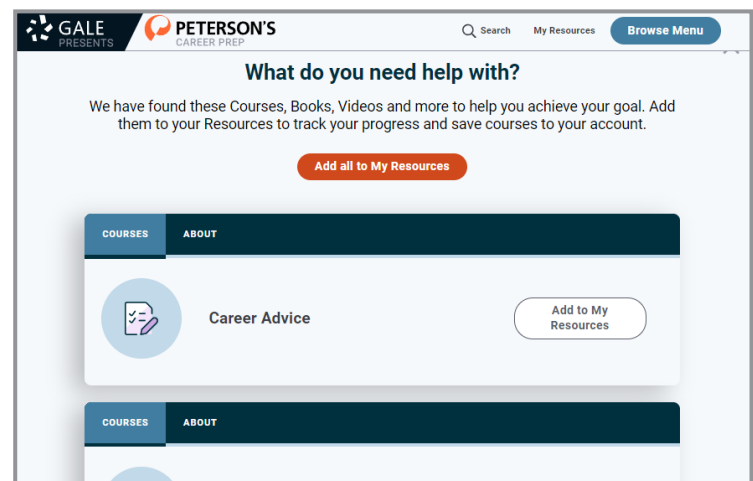 GALE
PRESENTS
PETERSON'S
CAREER PREP
Search
My Resources
Browse Menu
What do you need help with?
We have found these Courses, Books, Videos and more to help you achieve your goal. Add
them to your Resources to track your progress and save courses to your account.
Add all to My Resources
COURSES
ABOUT
Career Advice
Add to My
Resources
COURSES
ABOUT